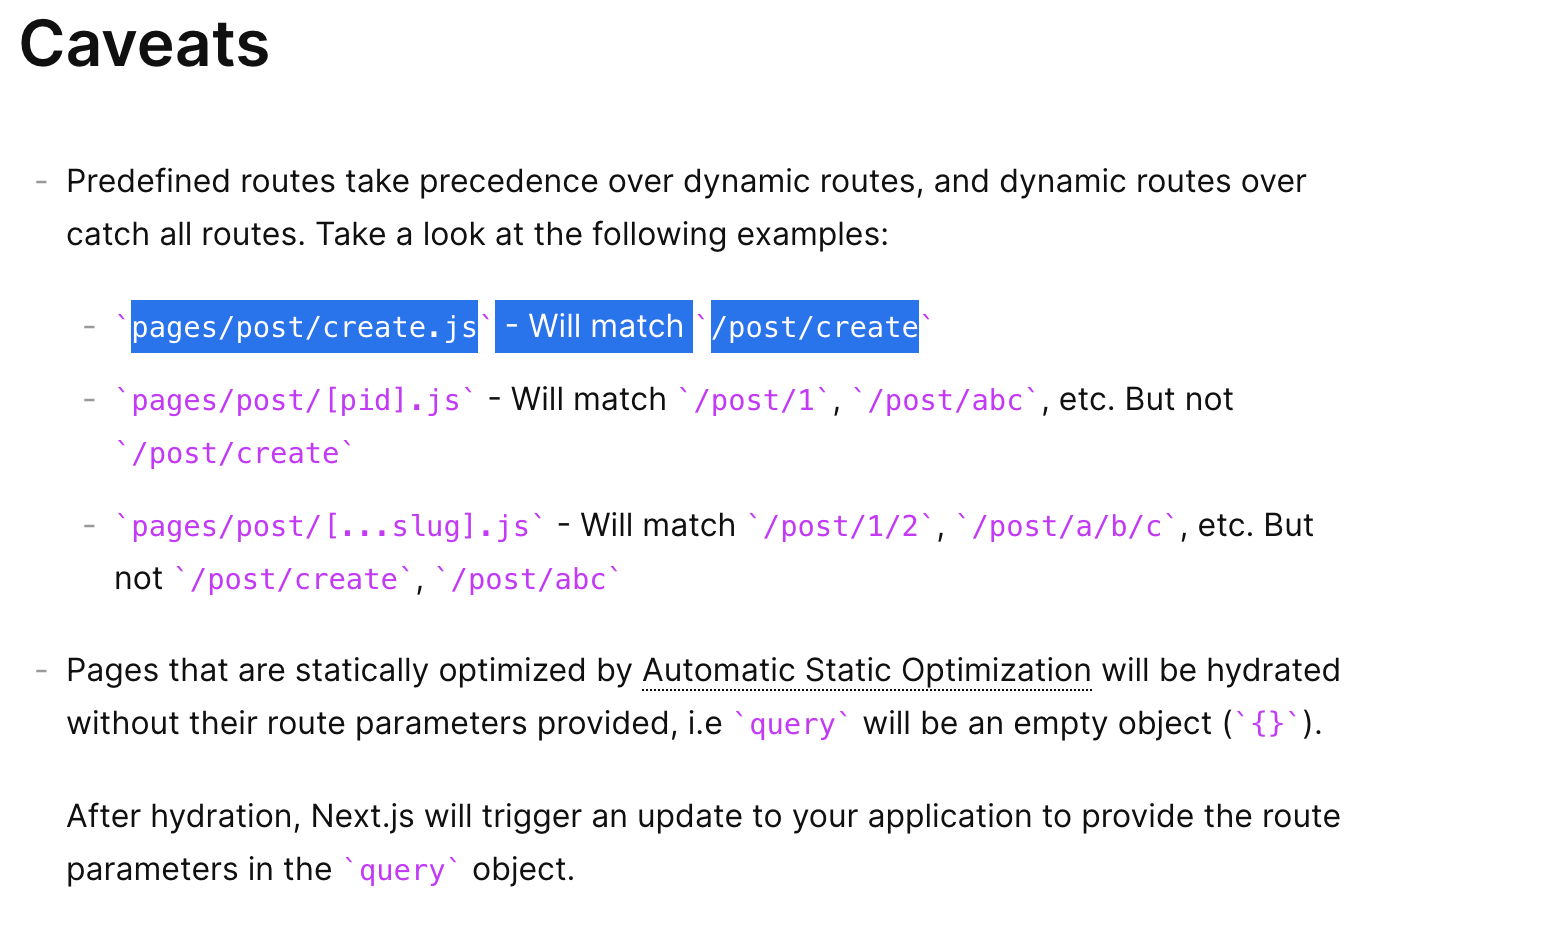 Caveats
- Predefined routes take precedence over dynamic routes, and dynamic routes over
catch all routes. Take a look at the following examples:
- `pages/post/create.js` - Will match `/post/create`
- `pages/post/[pid].js` - Will match `/post/1`, `/post/abc`, etc. But not
`/post/create`
- `pages/post/[...slug].js` - Will match `/post/1/2`, `/post/a/b/c`, etc. But
not `/post/create`, `/post/abc`
- Pages that are statically optimized by Automatic Static Optimization will be hydrated
without their route parameters provided, i.e `query` will be an empty object (`{}`).
After hydration, Next.js will trigger an update to your application to provide the route
parameters in the `query` object.